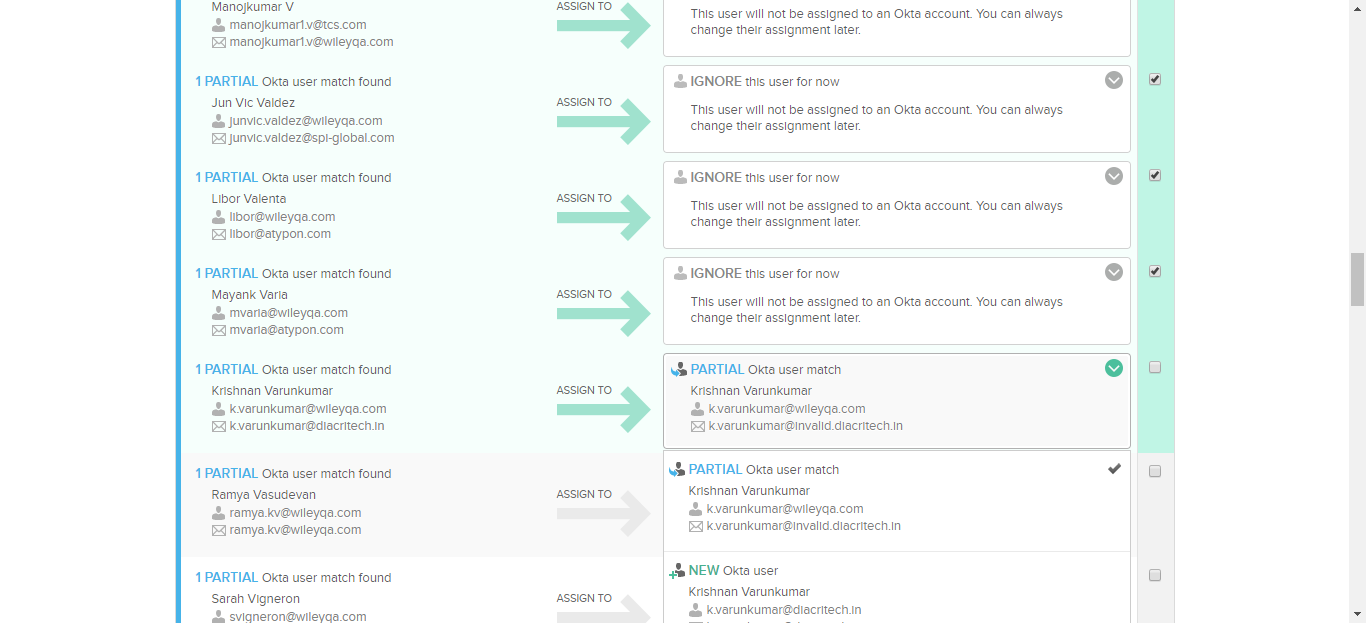 Manojkumar V
manojkumar1.v@tcs.com
manojkumar1.v@wileyqa.com
ASSIGN TO
This user will not be assigned to an Okta account. You can always
change their assignment later.
1 PARTIAL Okta user match found
Jun Vic Valdez
junvic.valdez@wileyqa.com
junvic.valdez@spi-global.com
ASSIGN TO
IGNORE this user for now
This user will not be assigned to an Okta account. You can always
change their assignment later.
1 PARTIAL Okta user match found
Libor Valenta
libor@wileyqa.com
libor@atypon.com
ASSIGN TO
IGNORE this user for now
This user will not be assigned to an Okta account. You can always
change their assignment later.
1 PARTIAL Okta user match found
Mayank Varia
mvaria@wileyqa.com
mvaria@atypon.com
ASSIGN TO
IGNORE this user for now
This user will not be assigned to an Okta account. You can always
change their assignment later.
1 PARTIAL Okta user match found
Krishnan Varunkumar
k.varunkumar@wileyqa.com
k.varunkumar@diacritech.in
ASSIGN TO
PARTIAL Okta user match
Krishnan Varunkumar
k.varunkumar@wileyqa.com
k.varunkumar@invalid.diacritech.in
1 PARTIAL Okta user match found
Ramya Vasudevan
ramya.kv@wileyqa.com
ramya.kv@wileyqa.com
ASSIGN TO
PARTIAL Okta user match
Krishnan Varunkumar
k.varunkumar@wileyqa.com
k.varunkumar@invalid.diacritech.in
1 PARTIAL Okta user match found
Sarah Vigneron
svigneron@wileyqa.com
ASSIGN TO
NEW Okta user
Krishnan Varunkumar
k.varunkumar@diacritech.in